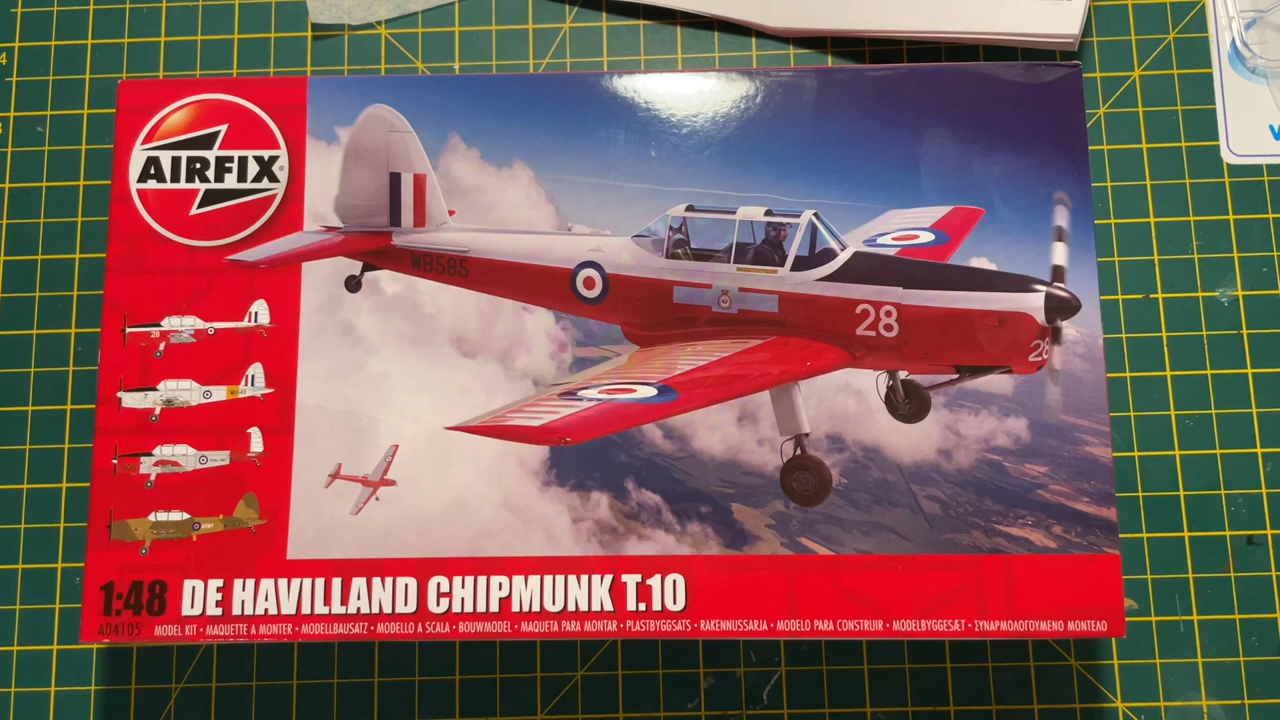 AIRFIX
WB585
28
28
1:48 DE HAVILLAND CHIPMUNK T.10
A04105 MODEL KIT • MAQUETTE A MONTER • MODELLBAUSATZ • MODELLO A SCALA • BOUWMODEL • MAQUETA PARA MONTAR • PLASTBYGGSATS • RAKENNUSSARJA • MODELO PARA CONSTRUIR • MODELBYGGESÆT • ΣΥΝΑΡΜΟΛΟΓΟΥΜΕΝΟ ΜΟΝΤΕΛΟ